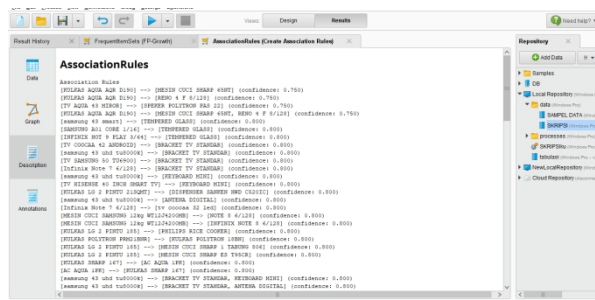 Views:
Design
Results
Need help?
Result History
FrequentItemSets (FP-Growth)
AssociationRules (Create Association Rules)
Repository
Data
Graph
Description
Annotations
AssociationRules
Association Rules
[KULKAS AQUA AQR D190] --> [MESIN CUCI SHARP 65NT] (confidence: 0.750)
[KULKAS AQUA AQR D190] --> [RENO 4 F 8/128] (confidence: 0.750)
[TV AQUA 43 MIROR] --> [SPEKER POLYTRON PAS 22] (confidence: 0.750)
[KULKAS AQUA AQR D190] --> [MESIN CUCI SHARP 65NT, RENO 4 F 8/128] (confidence: 0.750)
[samsung 43 smart] --> [TEMPERED GLASS] (confidence: 0.800)
[SAMSUNG A01 CORE 1/16] --> [TEMPERED GLASS] (confidence: 0.800)
[INFINIX HOT 9 PLAY 3/64] --> [TEMPERED GLASS] (confidence: 0.800)
[TV COOCAA 42 ANDROID] --> [BRACKET TV STANDAR] (confidence: 0.800)
[samsung 43 uhd tu8000k] --> [BRACKET TV STANDAR] (confidence: 0.800)
[TV SAMSUNG 50 TU6900] --> [BRACKET TV STANDAR] (confidence: 0.800)
[Infinix Note 7 6/128] --> [BRACKET TV STANDAR] (confidence: 0.800)
[samsung 43 uhd tu8000k] --> [KEYBOARD MINI] (confidence: 0.800)
[TV HISENSE 40 INCH SMART TV] --> [KEYBOARD MINI] (confidence: 0.800)
[KULKAS LG 2 PINTU 215QMT] --> [DISPENSER SANKEN HWD C520IC] (confidence: 0.800)
[samsung 43 uhd tu8000k] --> [ANTENA DIGITAL] (confidence: 0.800)
[Infinix Note 7 6/128] --> [tv coocaa 32 led] (confidence: 0.800)
[MESIN CUCI SAMSUNG 12kg WT12J4200MB] --> [NOTE 8 6/128] (confidence: 0.800)
[MESIN CUCI SAMSUNG 12kg WT12J4200MB] --> [INFINIX NOTE 8 6/128] (confidence: 0.800)
[KULKAS LG 2 PINTU 185] --> [PHILIPS RICE COOKER] (confidence: 0.800)
[KULKAS POLYTRON] --> [KULKAS POLYTRON 18BN] (confidence: 0.800)
[KULKAS LG 2 PINTU 185] --> [MESIN CUCI SHARP 1 TABUNG 806] (confidence: 0.800)
[KULKAS LG 2 PINTU 185] --> [MESIN CUCI SHARP ES T95CR] (confidence: 0.800)
[KULKAS SHARP 167] --> [AC AQUA 1PK] (confidence: 0.800)
[AC AQUA 1PK] --> [KULKAS SHARP 167] (confidence: 0.800)
[samsung 43 uhd tu8000k] --> [BRACKET TV STANDAR, KEYBOARD MINI] (confidence: 0.800)
[samsung 43 uhd tu8000k] --> [BRACKET TV STANDAR, ANTENA DIGITAL] (confidence: 0.800)
Add Data
Samples
DB
Local Repository
data
SAMPEL DATA
SKRIPSI
processes
SKRIPSIku
tabulasi
NewLocalRepository
Cloud Repository